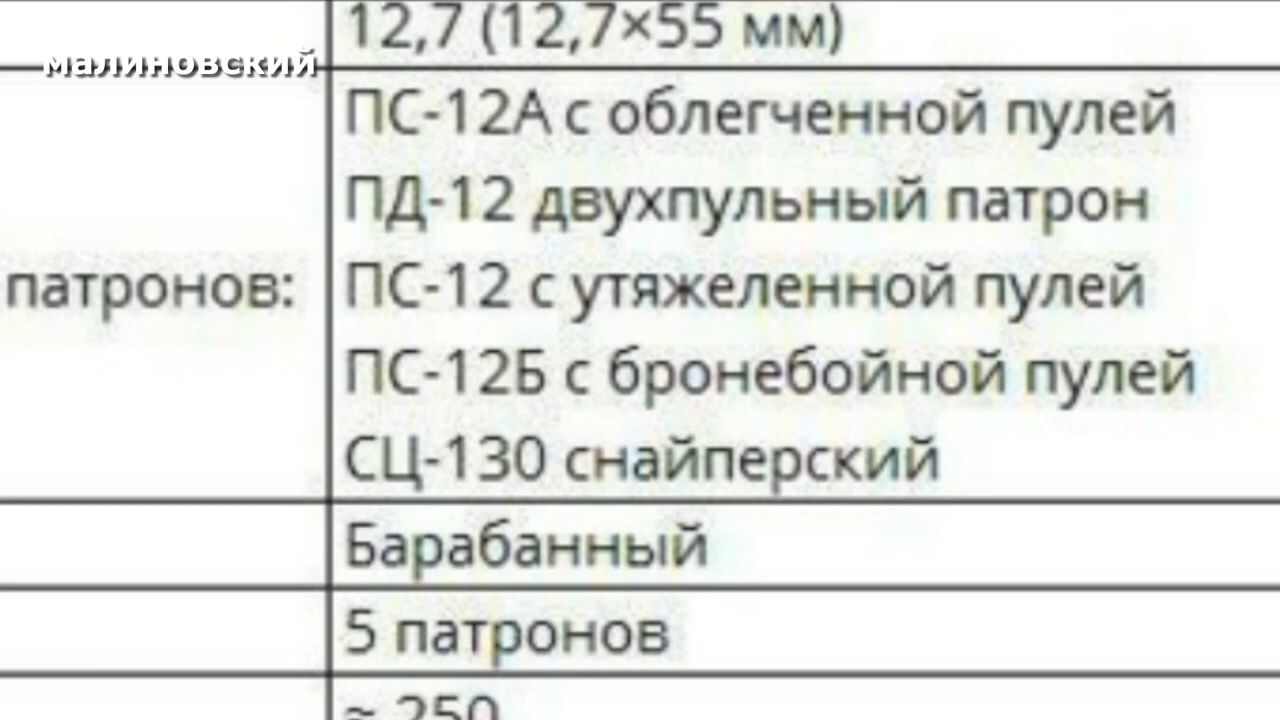 12,7 (12,7×55 мм)
малиновский
ПС-12А с облегченной пулей
ПД-12 двухпульный патрон
патронов:
ПС-12 с утяжеленной пулей
ПС-12Б с бронебойной пулей
СЦ-130 снайперский
Барабанный
5 патронов
≈ 250